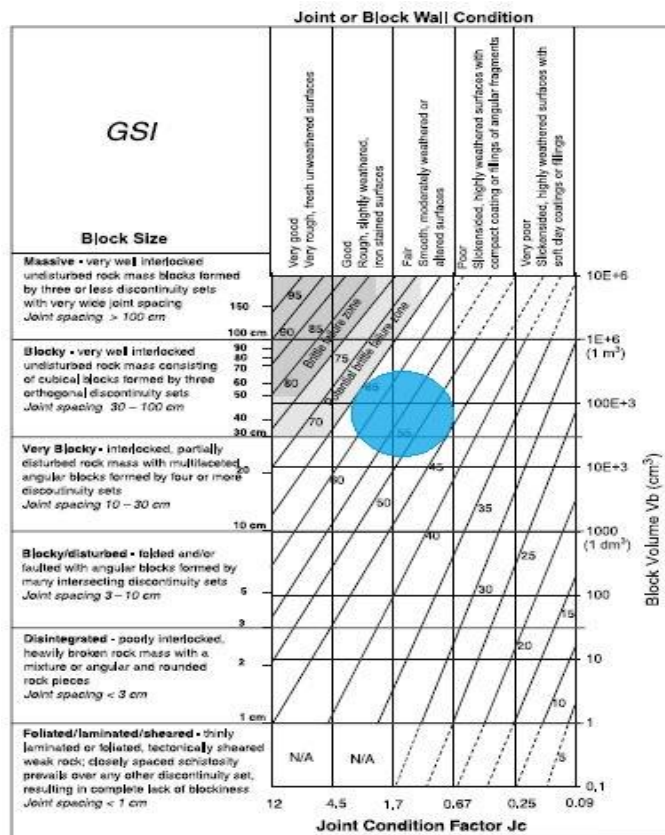 Joint or Block Wall Condition
GSI
Block Size
Very good
Very rough, fresh unweathered surfaces
Good
Rough, slightly weathered,
iron stained surfaces
Fair
Smooth, moderately weathered or
altered surfaces
Poor
Slickensided, highly weathered surfaces with
compact coating or fillings of angular fragments
Very poor
Slickensided, highly weathered surfaces with
soft clay coatings or fillings
Massive - very well interlocked
undisturbed rock mass blocks formed
by three or less discontinuity sets
with very wide joint spacing
Joint spacing > 100 cm
Blocky - very well interlocked
undisturbed rock mass consisting
of cubical blocks formed by three
orthogonal discontinuity sets
Joint spacing 30 – 100 cm
Very Blocky - interlocked, partially
disturbed rock mass with multifaceted
angular blocks formed by four or more
discoutinuity sets
Joint spacing 10 – 30 cm
Blocky/disturbed - folded and/or
faulted with angular blocks formed by
many intersecting discontinuity sets
Joint spacing 3 – 10 cm
Disintegrated - poorly interlocked,
heavily broken rock mass with a
mixture or angular and rounded
rock pieces
Joint spacing < 3 cm
Foliated/laminated/sheared - thinly
laminated or foliated, tectonically sheared
weak rock; closely spaced schistosity
prevails over any other discontinuity set,
resulting in complete lack of blockiness
Joint spacing < 1 cm
150
100 cm
90
80
70
60
50
40
30 cm
20
10 cm
5
3
2
1 cm
95
90
85
80
75
70
65
60
55
50
45
40
35
30
25
20
15
10
5
Brittle failure zone
Potential brittle failure zone
N/A
N/A
10E+6
1E+6
(1 m³)
100E+3
10E+3
1000
(1 dm³)
100
10
1
0,1
Block Volume Vb (cm³)
12
4,5
1,7
0.67
0.25
0.09
Joint Condition Factor Jc